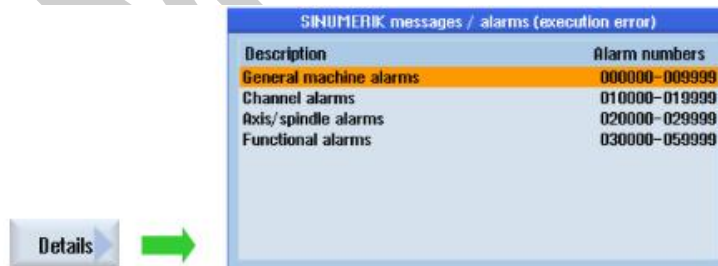 SINUMERIK messages / alarms (execution error)
Description Alarm numbers
General machine alarms 000000-009999
Channel alarms 010000-019999
Axis/spindle alarms 020000-029999
Functional alarms 030000-059999
Details